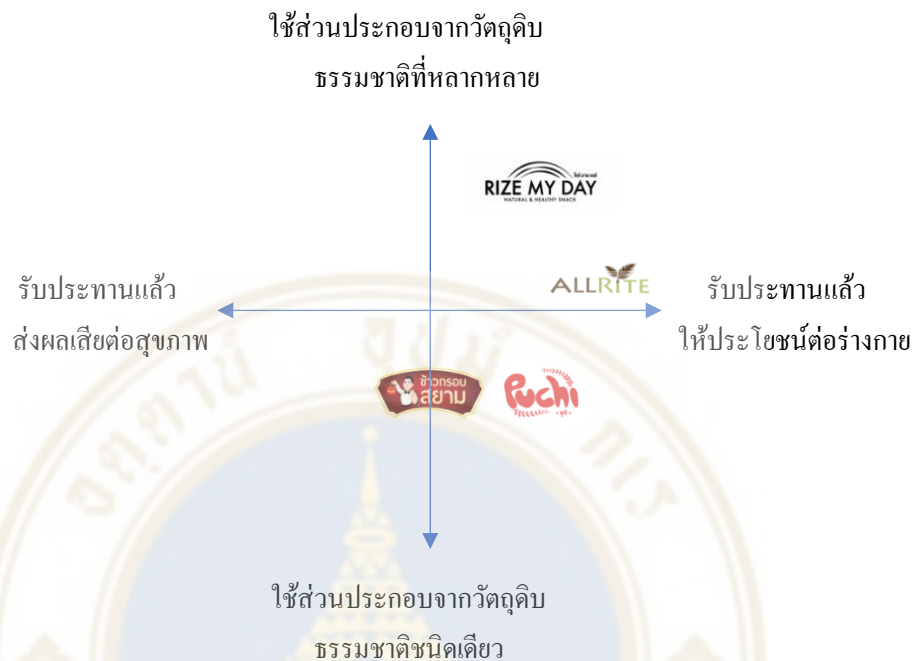 ใช้ส่วนประกอบจากวัตถุดิบ
ธรรมชาติที่หลากหลาย
RIZE MY DAY
NATURAL & HEALTHY SNACK
ALLRITE
รับประทานแล้ว
ส่งผลเสียต่อสุขภาพ
รับประทานแล้ว
ให้ประโยชน์ต่อร่างกาย
ข้าวกรอบ
สยาม
Puchi
ใช้ส่วนประกอบจากวัตถุดิบ
ธรรมชาติชนิดเดียว